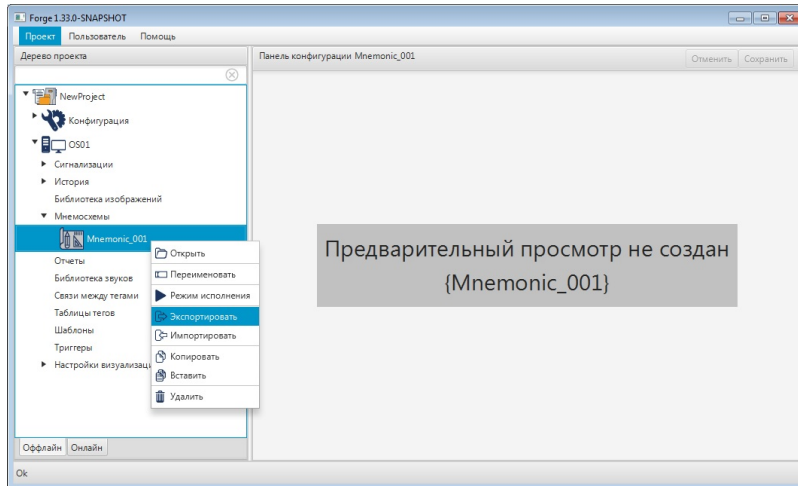 Forge 1.33.0-SNAPSHOT
Проект Пользователь Помощь
Дерево проекта
Панель конфигурации Mnemonic_001
Отменить Сохранить
NewProject
Конфигурация
OS01
Сигнализации
История
Библиотека изображений
Мнемосхемы
Mnemonic_001
Отчеты
Библиотека звуков
Связи между тегами
Таблицы тегов
Шаблоны
Триггеры
Настройки визуализац
Открыть
Переименовать
Режим исполнения
Экспортировать
Импортировать
Копировать
Вставить
Удалить
Предварительный просмотр не создан
{Mnemonic_001}
Оффлайн Онлайн
Ok